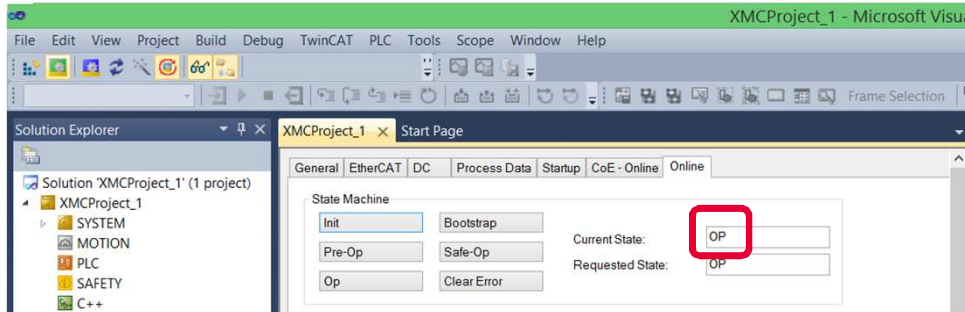 XMCProject_1 - Microsoft Visu
File Edit View Project Build Debug TwinCAT PLC Tools Scope Window Help
Frame Selection
Solution Explorer
XMCProject_1 Start Page
General EtherCAT DC Process Data Startup CoE - Online Online
Solution 'XMCProject_1' (1 project)
XMCProject_1
SYSTEM
MOTION
PLC
SAFETY
C++
State Machine
Init Bootstrap
Pre-Op Safe-Op
Op Clear Error
Current State: OP
Requested State: OP